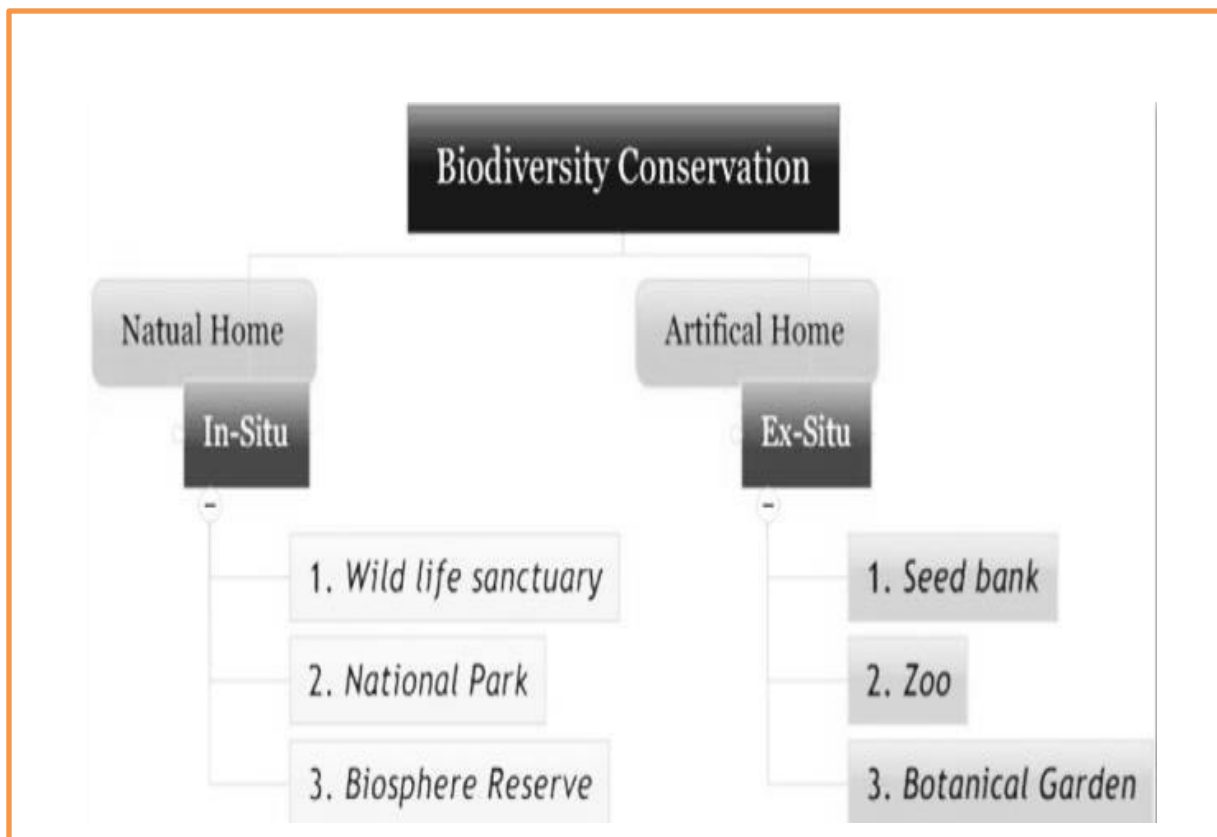 Biodiversity Conservation
Natual Home
In-Situ
1. Wild life sanctuary
2. National Park
3. Biosphere Reserve
Artifical Home
Ex-Situ
1. Seed bank
2. Zoo
3. Botanical Garden